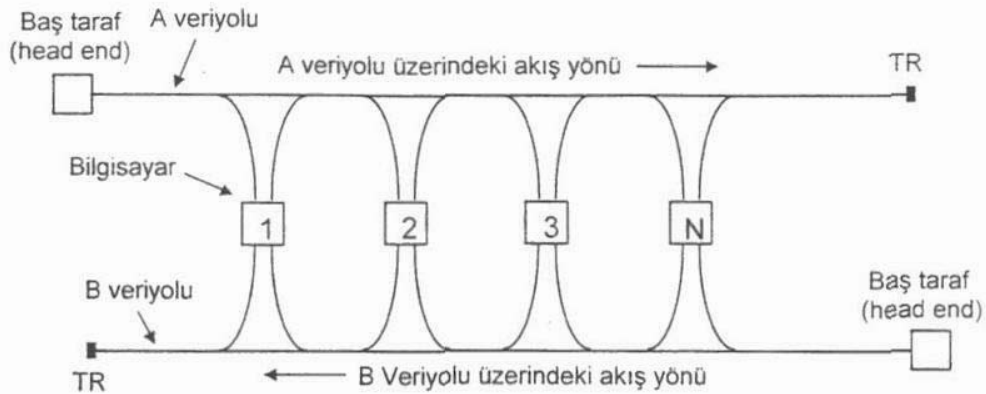 Baş taraf
(head end)
A veriyolu
A veriyolu üzerindeki akış yönü
TR
Bilgisayar
1
2
3
N
B veriyolu
Baş taraf
(head end)
TR
B Veriyolu üzerindeki akış yönü